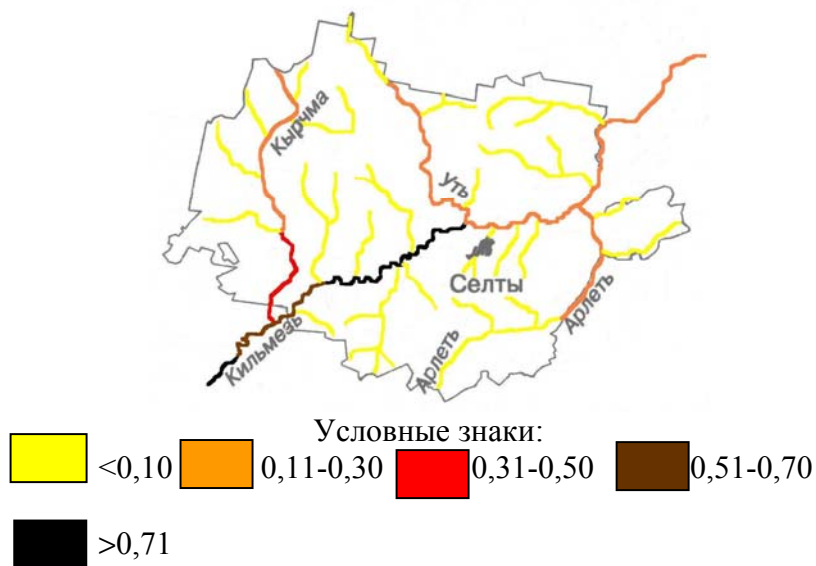 Кырчма
Уть
Селты
Арлеть
Арлеть
Кильмезь
Условные знаки:
<0,10 0,11-0,30 0,31-0,50 0,51-0,70
>0,71